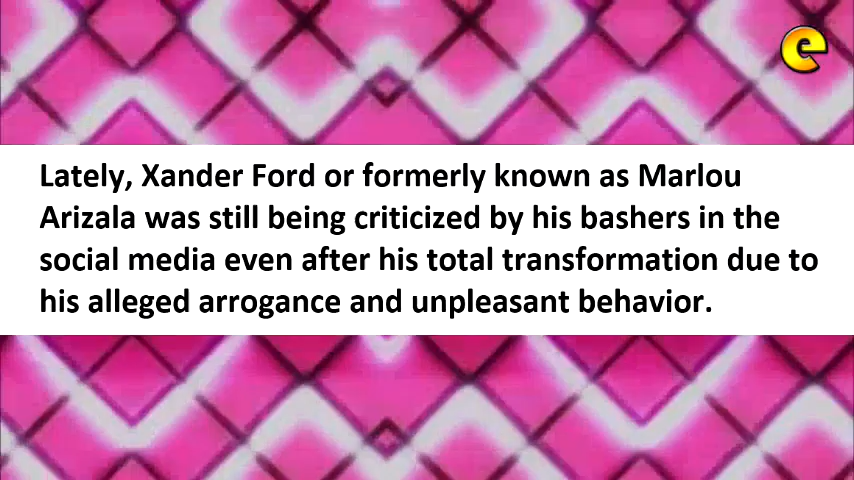 e
Lately, Xander Ford or formerly known as Marlou
Arizala was still being criticized by his bashers in the
social media even after his total transformation due to
his alleged arrogance and unpleasant behavior.